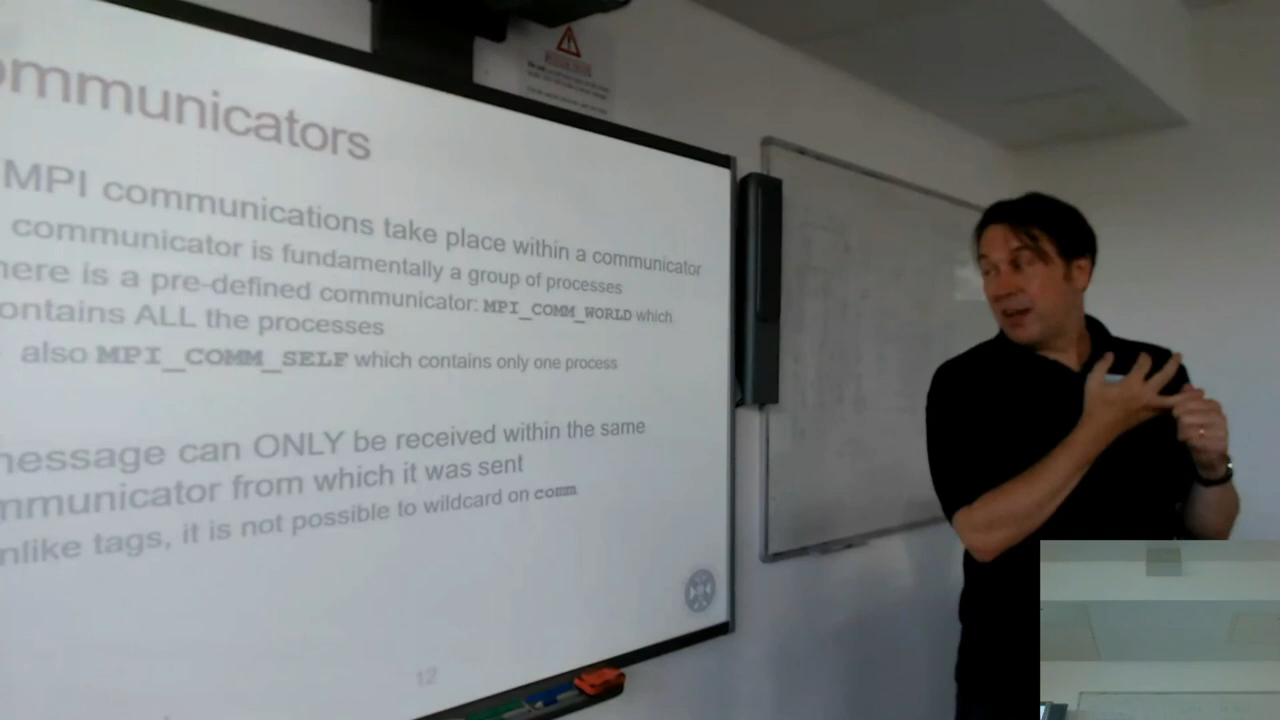 ommunicators
MPI communications take place within a communicator
communicator is fundamentally a group of processes
here is a pre-defined communicator: MPI_COMM_WORLD which
ontains ALL the processes
also MPI_COMM_SELF which contains only one process
message can ONLY be received within the same
mmunicator from which it was sent
nlike tags, it is not possible to wildcard on comm
12